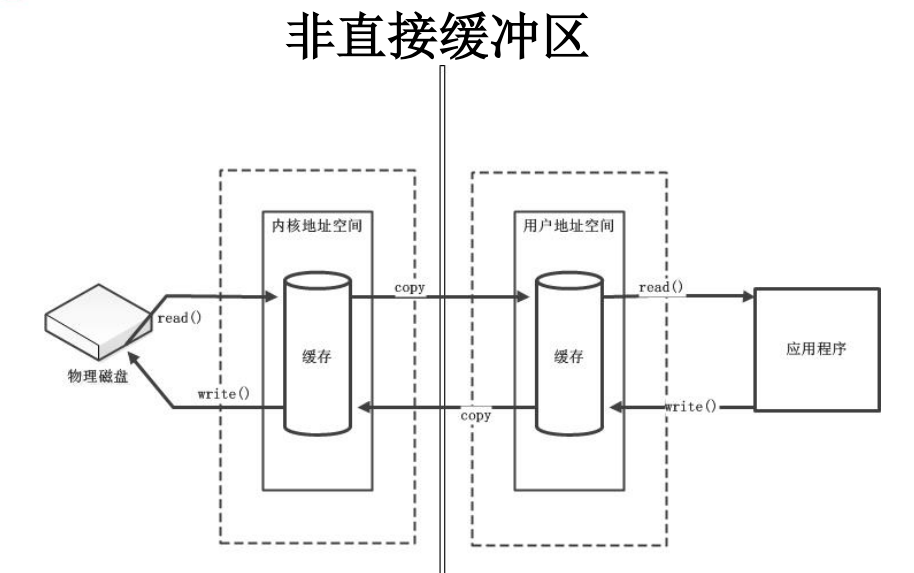 非直接缓冲区
内核地址空间
用户地址空间
copy
read()
read()
物理磁盘
缓存
缓存
应用程序
write()
copy
write()